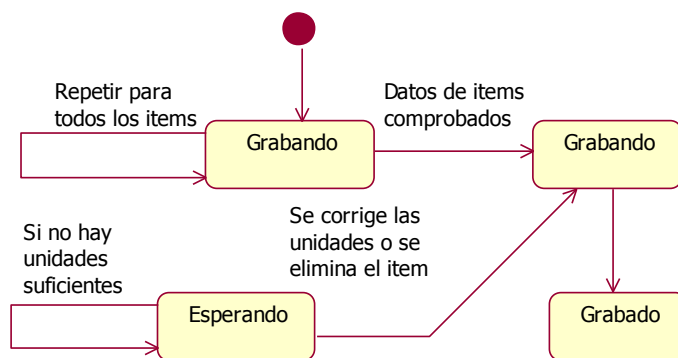 Repetir para
todos los items
Datos de items
comprobados
Grabando
Grabando
Se corrige las
unidades o se
elimina el item
Si no hay
unidades
suficientes
Esperando
Grabado